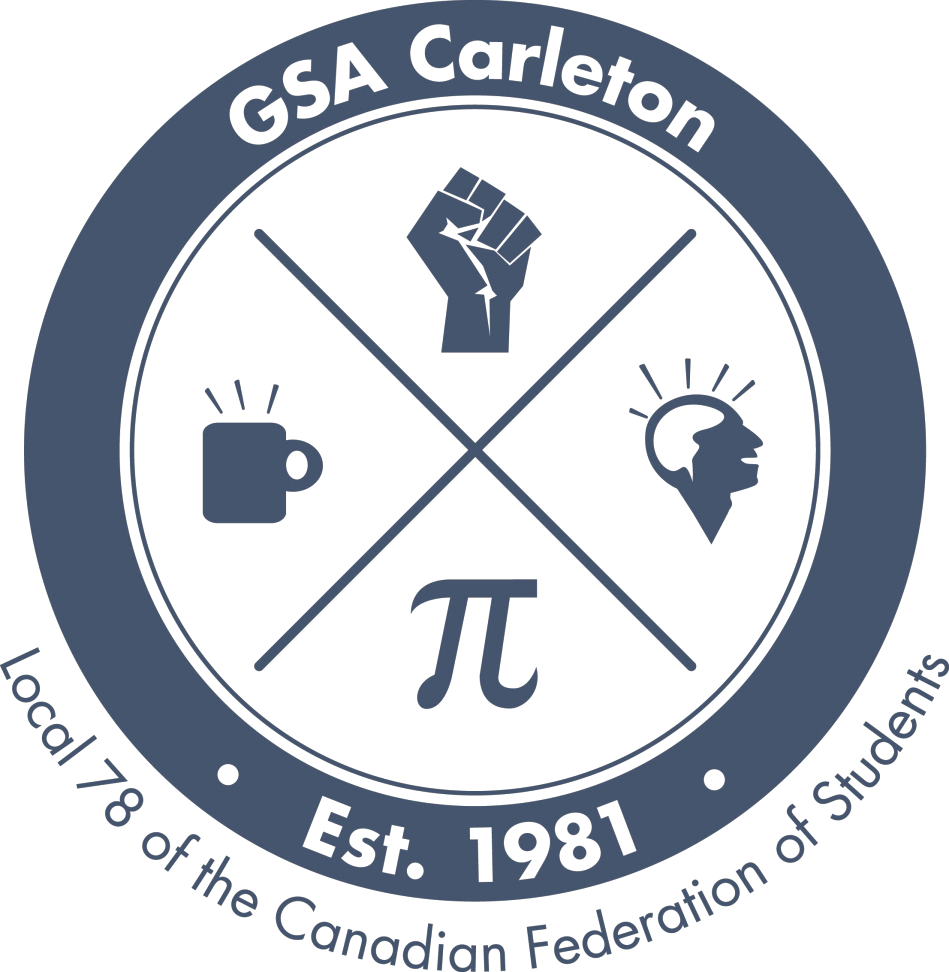 GSA Carleton
π
Est. 1981
Local 78 of the Canadian Federation of Students